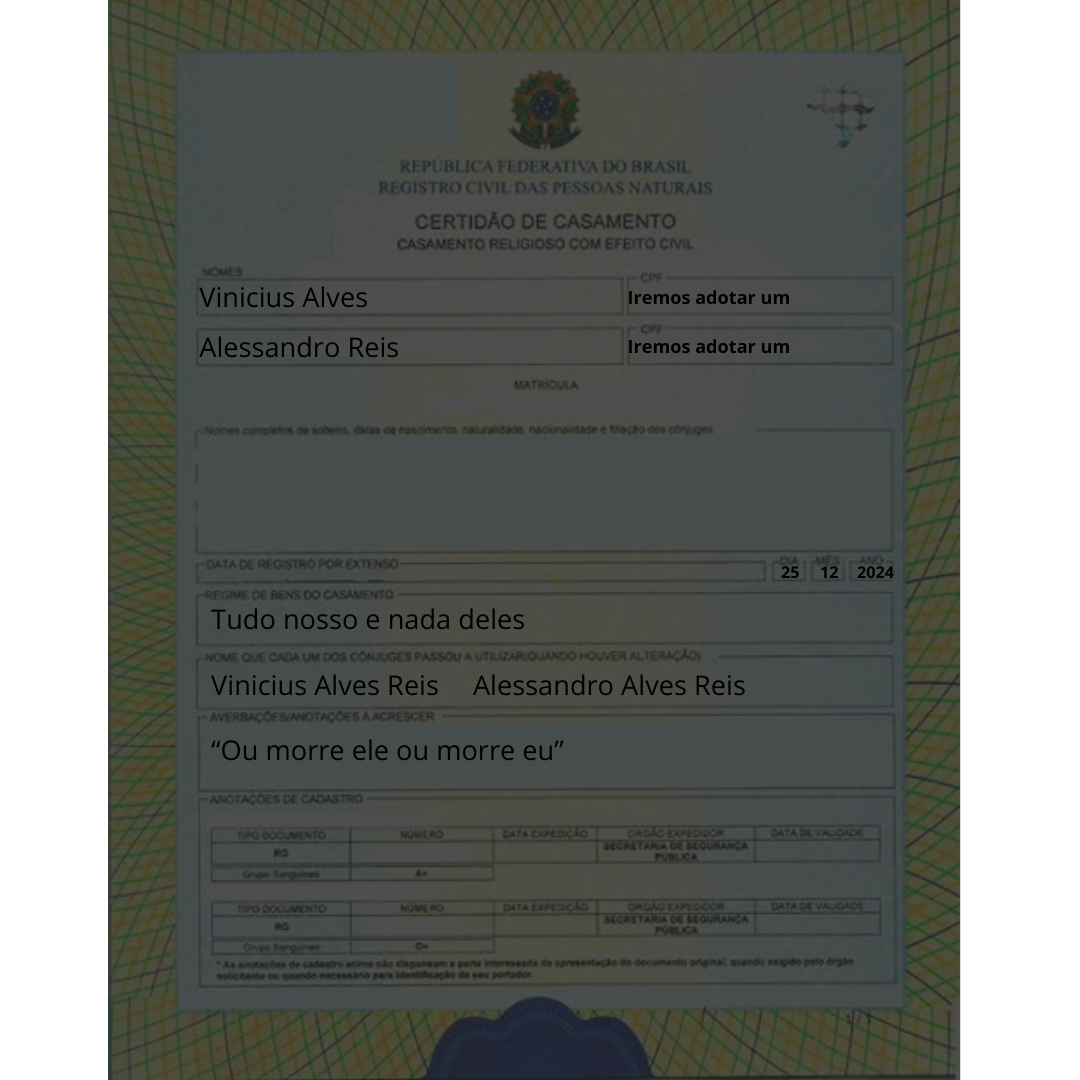 REPÚBLICA FEDERATIVA DO BRASIL
REGISTRO CIVIL DAS PESSOAS NATURAIS
CERTIDÃO DE CASAMENTO
CASAMENTO RELIGIOSO COM EFEITO CIVIL
NOMES CPF
Vinicius Alves Iremos adotar um
CPF
Alessandro Reis Iremos adotar um
MATRÍCULA
Nomes completos de solteiro, datas de nascimento, naturalidade, nacionalidade e filiação dos cônjuges.
DATA DE REGISTRO POR EXTENSO DIA MÊS ANO
25 12 2024
REGIME DE BENS DO CASAMENTO
Tudo nosso e nada deles
NOME QUE CADA UM DOS CÔNJUGES PASSOU A UTILIZAR(QUANDO HOUVER ALTERAÇÃO)
Vinicius Alves Reis Alessandro Alves Reis
AVERBAÇÕES/ANOTAÇÕES À ACRESCER
“Ou morre ele ou morre eu”
ANOTAÇÕES DE CADASTRO
TIPO DOCUMENTO NÚMERO DATA EXPEDIÇÃO ÓRGÃO EXPEDIDOR DATA DE VALIDADE
RG SECRETARIA DE SEGURANÇA
PÚBLICA
Grupo Sanguíneo A+
TIPO DOCUMENTO NÚMERO DATA EXPEDIÇÃO ÓRGÃO EXPEDIDOR DATA DE VALIDADE
RG SECRETARIA DE SEGURANÇA
PÚBLICA
Grupo Sanguíneo O+
* As anotações de cadastro acima não dispensam a parte interessada da apresentação do documento original, quando exigido pelo órgão
solicitante ou quando necessário para identificação de seu portador.
1 / 1